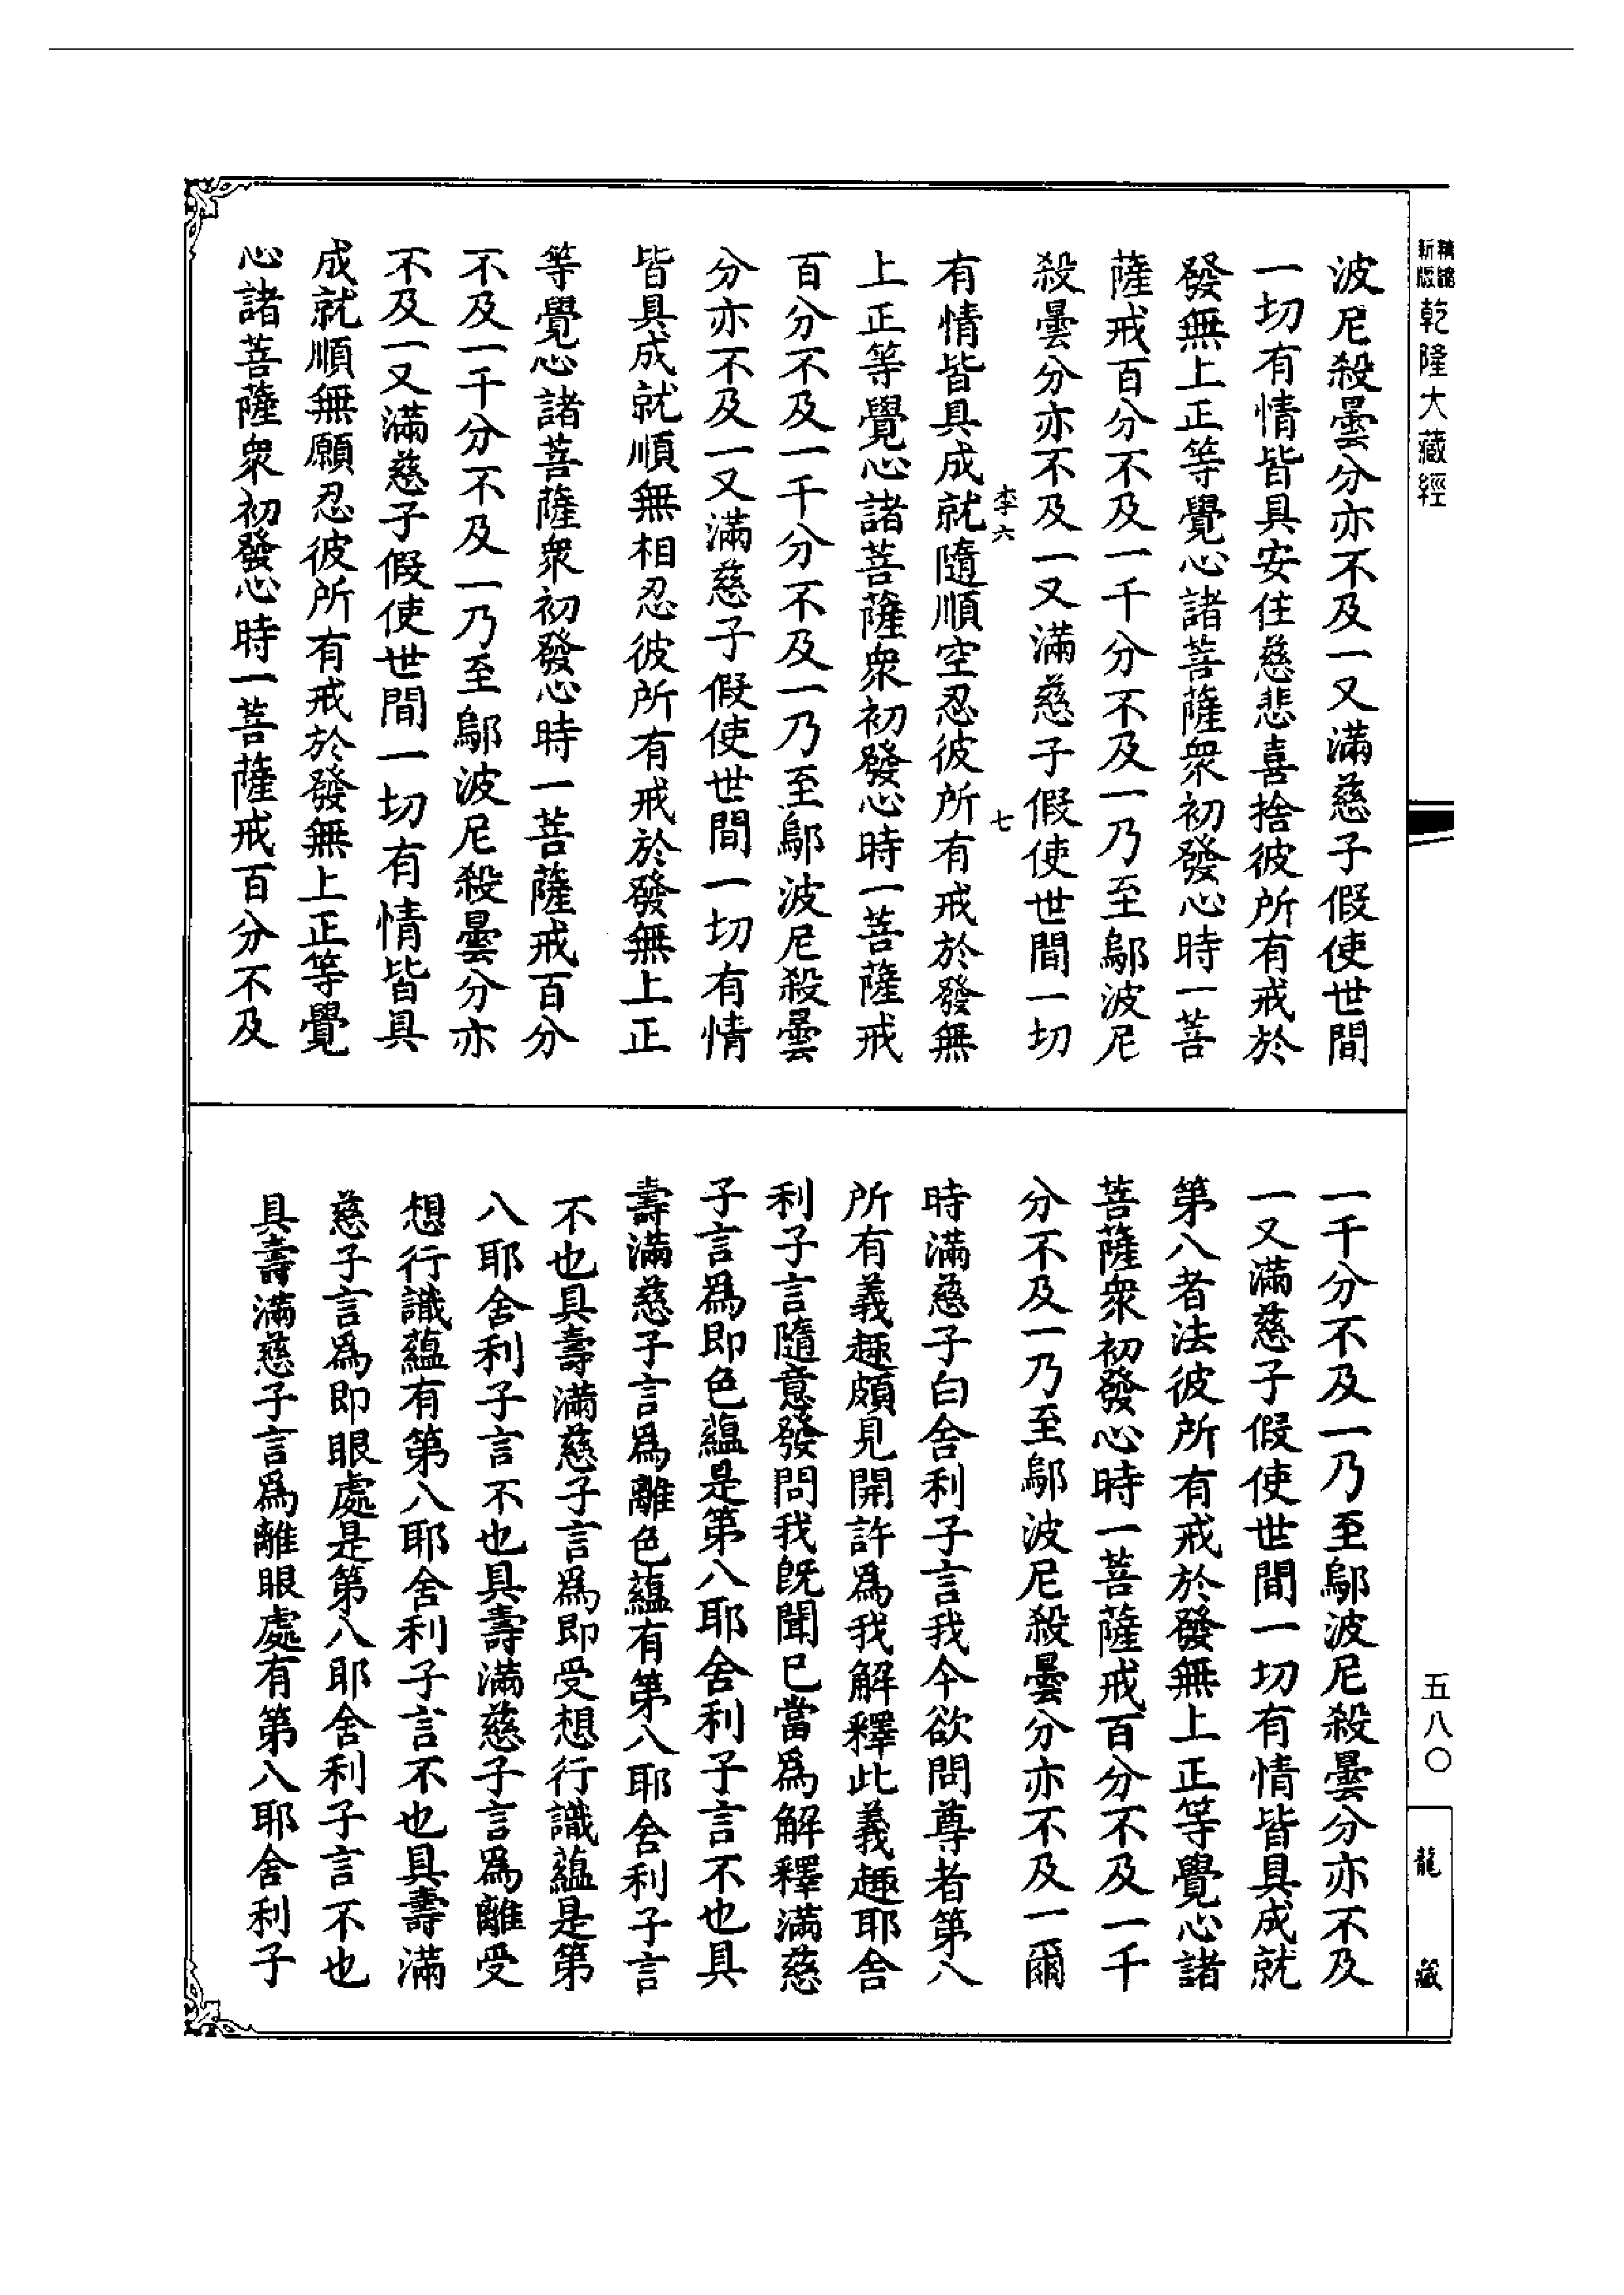 新版精縮乾隆大藏經
波尼殺曇分亦不及一又滿慈子假使世間
一切有情皆具安住慈悲喜捨彼所有戒於
發無上正等覺心諸菩薩衆初發心時一菩
薩戒百分不及一千分不及一乃至鄔波尼
殺曇分亦不及一又滿慈子假使世間一切
李六 七
有情皆具成就隨順空忍彼所有戒於發無
上正等覺心諸菩薩衆初發心時一菩薩戒
百分不及一千分不及一乃至鄔波尼殺曇
分亦不及一又滿慈子假使世間一切有情
皆具成就順無相忍彼所有戒於發無上正
等覺心諸菩薩衆初發心時一菩薩戒百分
不及一千分不及一乃至鄔波尼殺曇分亦
不及一又滿慈子假使世間一切有情皆具
成就順無願忍彼所有戒於發無上正等覺
心諸菩薩衆初發心時一菩薩戒百分不及
一千分不及一乃至鄔波尼殺曇分亦不及
一又滿慈子假使世間一切有情皆具成就
第八者法彼所有戒於發無上正等覺心諸
菩薩衆初發心時一菩薩戒百分不及一千
分不及一乃至鄔波尼殺曇分亦不及一爾
時滿慈子白舍利子言我今欲問尊者第八
所有義趣頗見開許爲我解釋此義趣耶舍
利子言隨意發問我旣聞已當爲解釋滿慈
子言爲即色蘊是第八耶舍利子言不也具
壽滿慈子言爲離色蘊有第八耶舍利子言
不也具壽滿慈子言爲即受想行識蘊是第
八耶舍利子言不也具壽滿慈子言爲離受
想行識蘊有第八耶舍利子言不也具壽滿
慈子言爲即眼處是第八耶舍利子言不也
具壽滿慈子言爲離眼處有第八耶舍利子
五八〇
龍藏